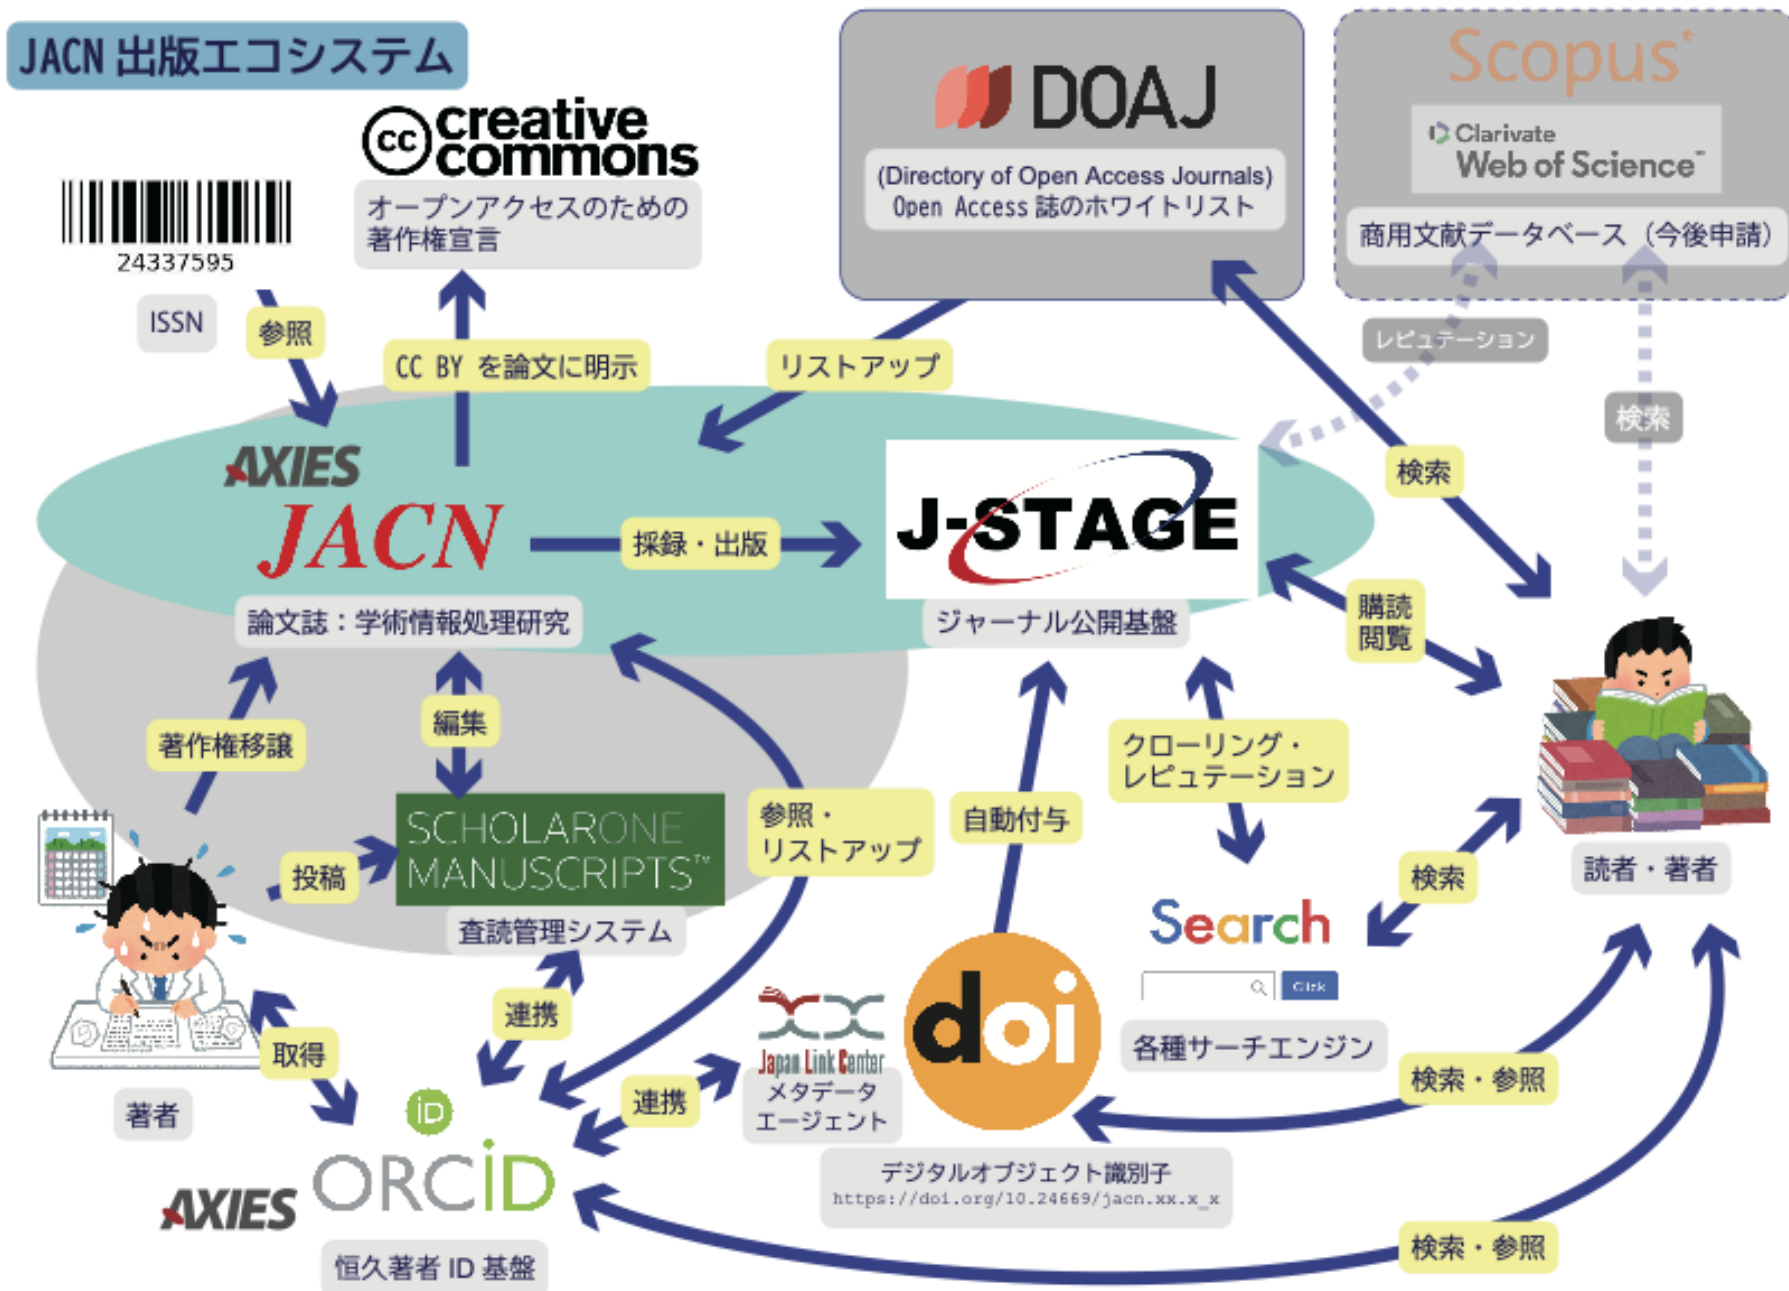 JACN 出版エコシステム
creative
commons
cc
オープンアクセスのための
著作権宣言
DOAJ
(Directory of Open Access Journals)
Open Access 誌のホワイトリスト
Scopus
Clarivate
Web of Science™
商用文献データベース（今後申請）
24337595
ISSN
参照
CC BY を論文に明示
リストアップ
レピュテーション
検索
検索
AXIES
JACN
論文誌：学術情報処理研究
採録・出版
J-STAGE
ジャーナル公開基盤
購読
閲覧
著作権移譲
編集
クローリング・
レピュテーション
参照・
リストアップ
自動付与
投稿
SCHOLARONE
MANUSCRIPTS™
査読管理システム
検索
読者・著者
Search
Click
各種サーチエンジン
連携
取得
著者
連携
Japan Link Center
メタデータ
エージェント
doi
デジタルオブジェクト識別子
https://doi.org/10.24669/jacn.xx.x_x
検索・参照
iD
ORCiD
AXIES
恒久著者 ID 基盤
検索・参照